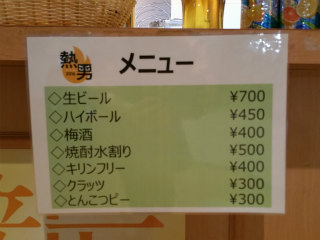 熱男
メニュー
◇生ビール ¥700
◇ハイボール ¥450
◇梅酒 ¥400
◇焼酎水割り ¥500
◇キリンフリー ¥400
◇クラッツ ¥300
◇とんこつピー ¥300